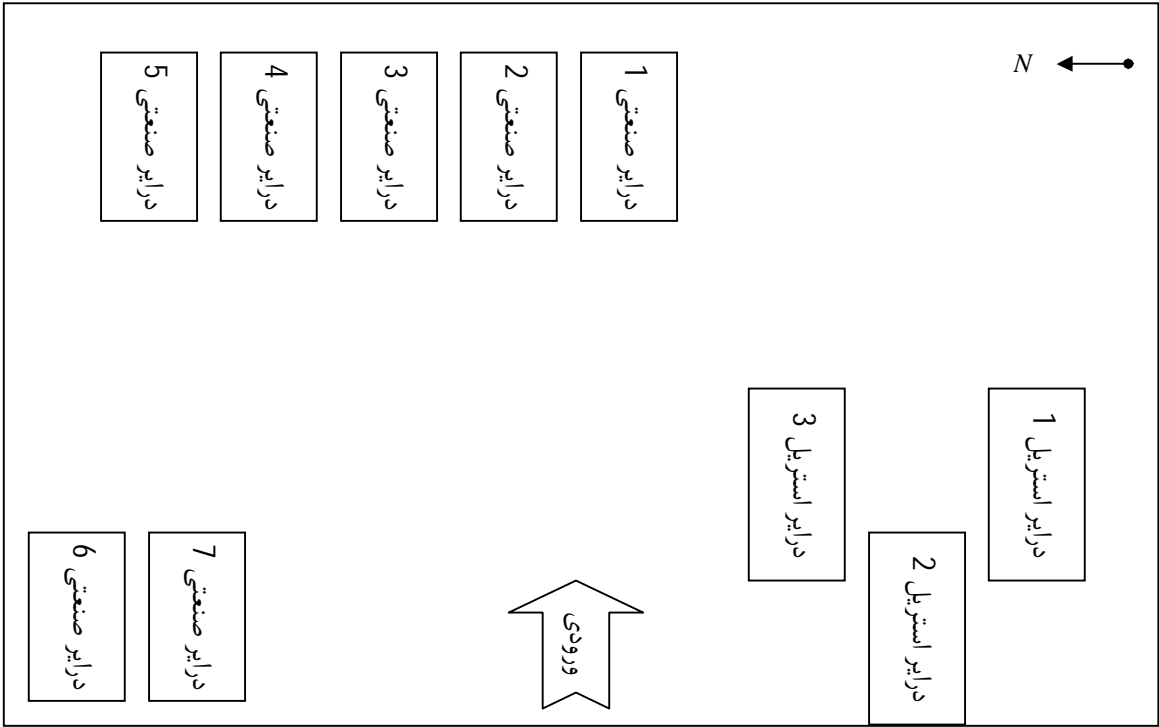 درایر صنعتی 5
درایر صنعتی 4
درایر صنعتی 3
درایر صنعتی 2
درایر صنعتی 1
N
درایر استریل 3
درایر استریل 1
درایر صنعتی 6
درایر صنعتی 7
ورودی
درایر استریل 2